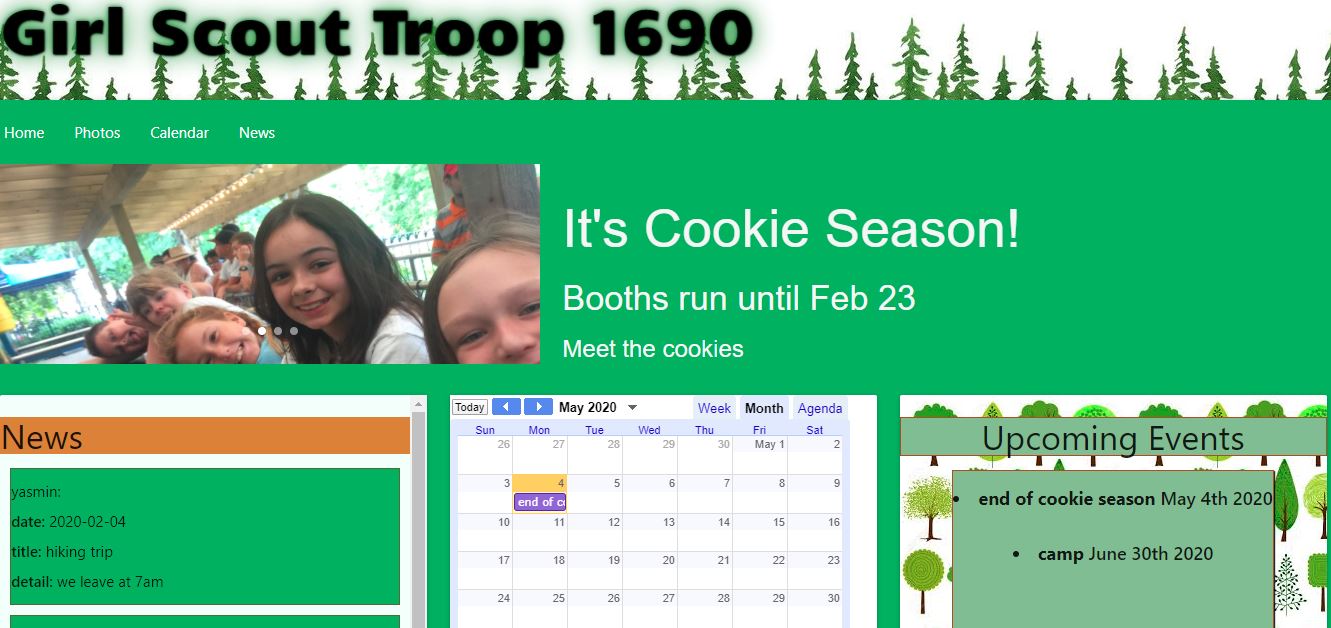 Girl Scout Troop 1690
Home Photos Calendar News
It's Cookie Season!
Booths run until Feb 23
Meet the cookies
News
yasmin:
date: 2020-02-04
title: hiking trip
detail: we leave at 7am
Today May 2020 Week Month Agenda
Sun Mon Tue Wed Thu Fri Sat
26 27 28 29 30 May 1 2
3 4 5 6 7 8 9
end of co
10 11 12 13 14 15 16
17 18 19 20 21 22 23
24 25 26 27 28 29 30
Upcoming Events
• end of cookie season May 4th 2020
• camp June 30th 2020